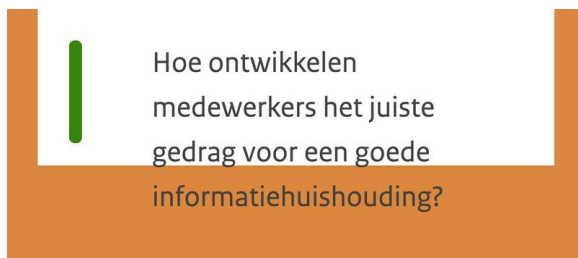 Hoe ontwikkelen
medewerkers het juiste
gedrag voor een goede
informatiehuishouding?